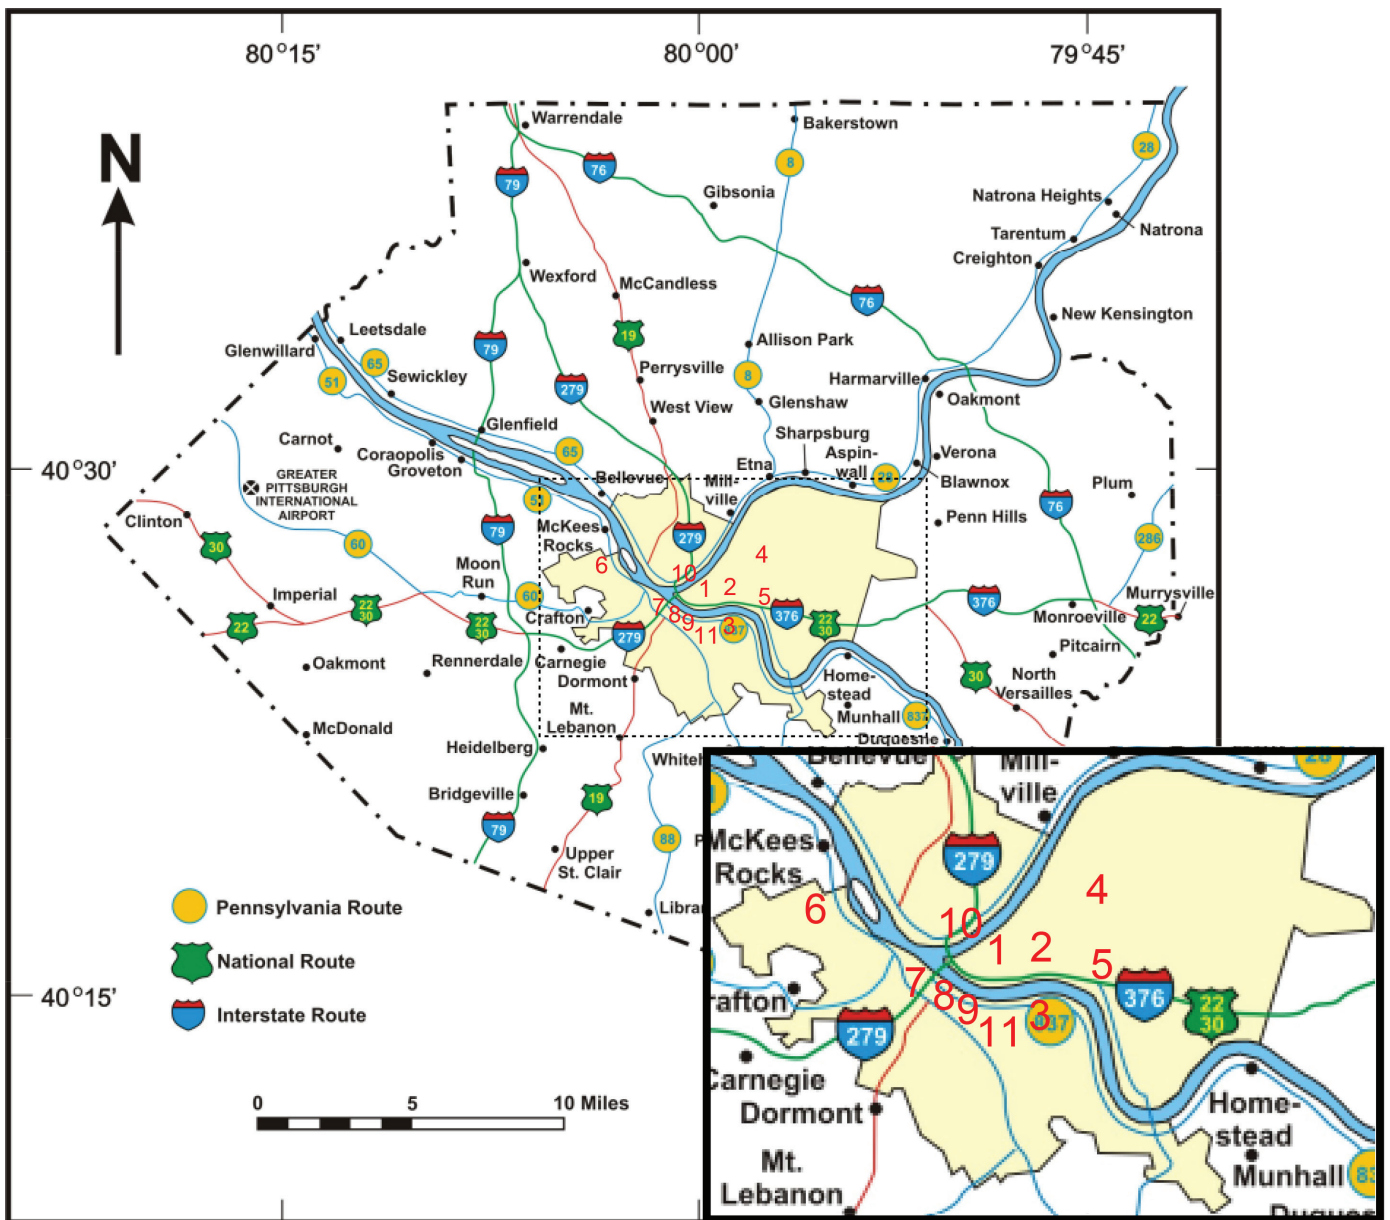 80°15'
80°00'
79°45'
N
Warrendale
Bakerstown
28
8
76
79
Gibsonia
Natrona Heights
Natrona
Tarentum
Creighton
Wexford
McCandless
76
New Kensington
19
Leetsdale
Glenwillard
79
Allison Park
65
51
Sewickley
Perrysville
8
Harmarville
279
Oakmont
Glenshaw
West View
Glenfield
Sharpsburg
Carnot
Coraopolis
Groveton
65
Aspin-
wall
Verona
40°30'
GREATER
PITTSBURGH
INTERNATIONAL
AIRPORT
Bellevue
Mill-
ville
Etna
28
Blawnox
Plum
76
Clinton
79
McKees
Rocks
279
Penn Hills
286
30
60
4
Moon
Run
6
10
1
2
5
Imperial
22
30
60
Crafton
7
8
9
11
3
376
22
30
376
Murrysville
Monroeville
22
22
22
30
279
Pitcairn
Oakmont
Rennerdale
Carnegie
Dormont
Home-
stead
30
North
Versailles
Mt.
Lebanon
Munhall
837
McDonald
Heidelberg
Duquesne
Bridgeville
19
79
88
Upper
St. Clair
Pennsylvania Route
National Route
Interstate Route
40°15'
0
5
10 Miles
Bellevue
Mill-
ville
28
McKees
Rocks
279
4
6
10
1
2
5
7
8
9
11
3
376
22
30
279
Carnegie
Dormont
Home-
stead
Mt.
Lebanon
Munhall